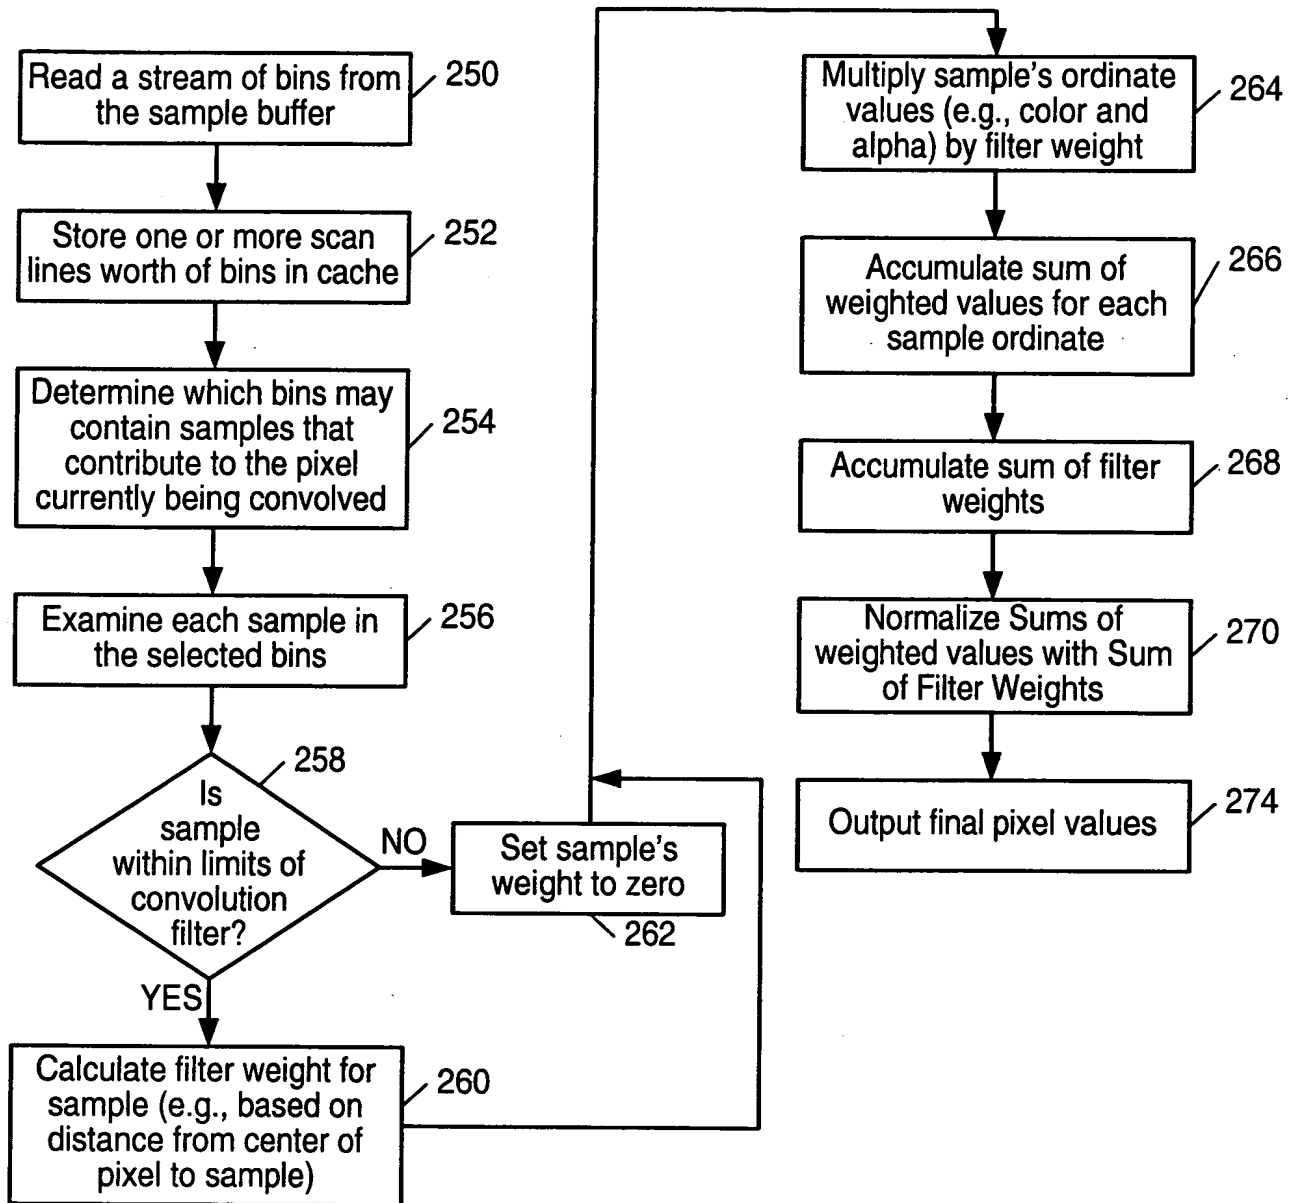 Read a stream of bins from
the sample buffer
250
Store one or more scan
lines worth of bins in cache
252
Determine which bins may
contain samples that
contribute to the pixel
currently being convolved
254
Examine each sample in
the selected bins
256
Is
sample
within limits of
convolution
filter?
258
NO
YES
Set sample's
weight to zero
262
Calculate filter weight for
sample (e.g., based on
distance from center of
pixel to sample)
260
Multiply sample's ordinate
values (e.g., color and
alpha) by filter weight
264
Accumulate sum of
weighted values for each
sample ordinate
266
Accumulate sum of filter
weights
268
Normalize Sums of
weighted values with Sum
of Filter Weights
270
Output final pixel values
274